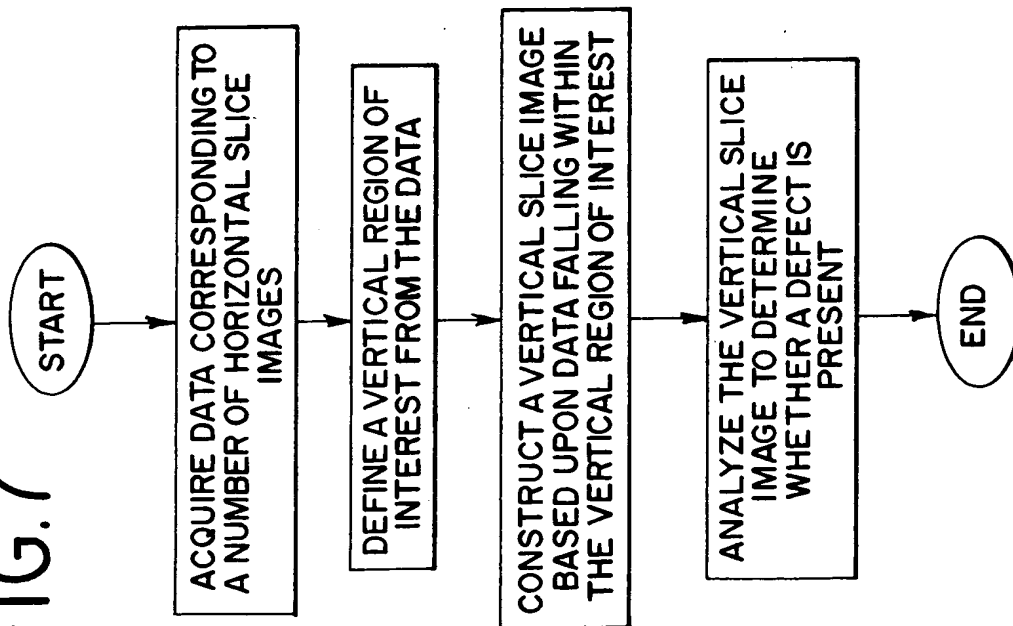 IG.7
START
ACQUIRE DATA CORRESPONDING TO
A NUMBER OF HORIZONTAL SLICE
IMAGES
DEFINE A VERTICAL REGION OF
INTEREST FROM THE DATA
CONSTRUCT A VERTICAL SLICE IMAGE
BASED UPON DATA FALLING WITHIN
THE VERTICAL REGION OF INTEREST
ANALYZE THE VERTICAL SLICE
IMAGE TO DETERMINE
WHETHER A DEFECT IS
PRESENT
END